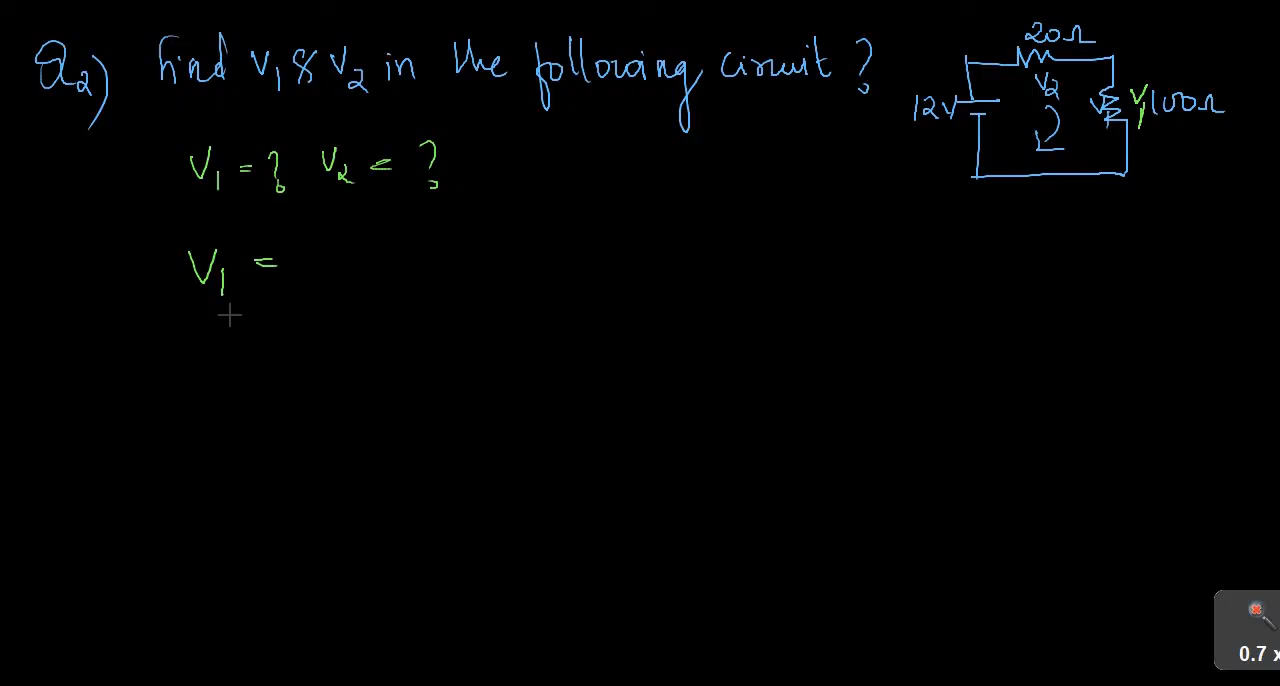 Q2) Find V1 & V2 in the following circuit ?
20Ω
V2
12V
V1 100Ω
V1 = ? V2 = ?
V1 =
0.7 x